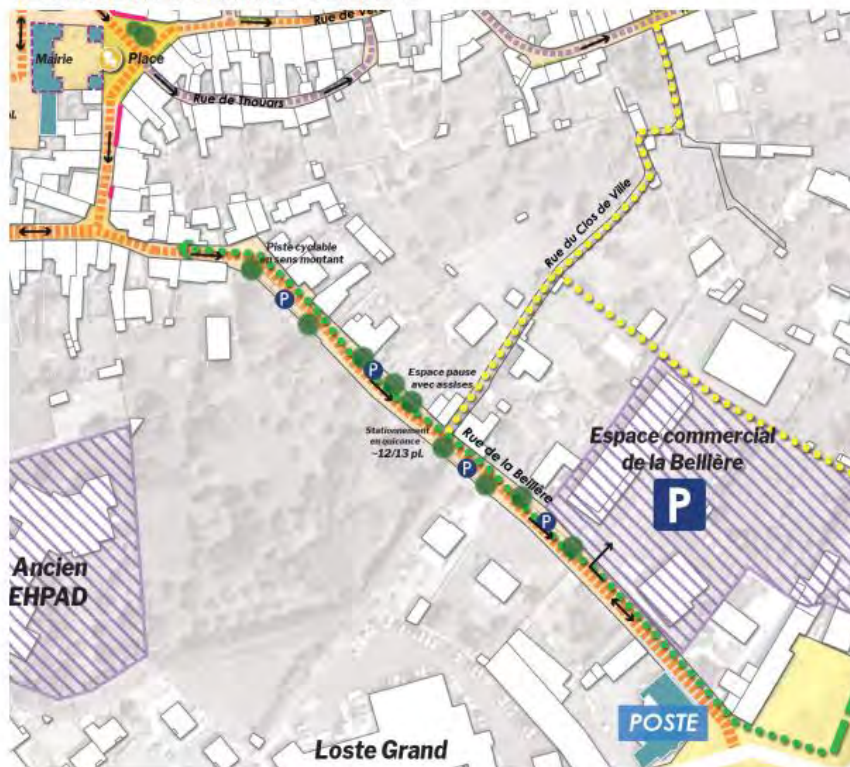 Rue de
Mairie
Place
Rue de Thouars
Rue du Clos de Ville
Piste cyclable
en sens montant
P
P
Espace pause
avec assises
Stationnement
en quiconce
~12/13 pl.
Rue de la Bellière
P
P
Espace commercial
de la Bellière
P
Ancien
EHPAD
POSTE
Loste Grand